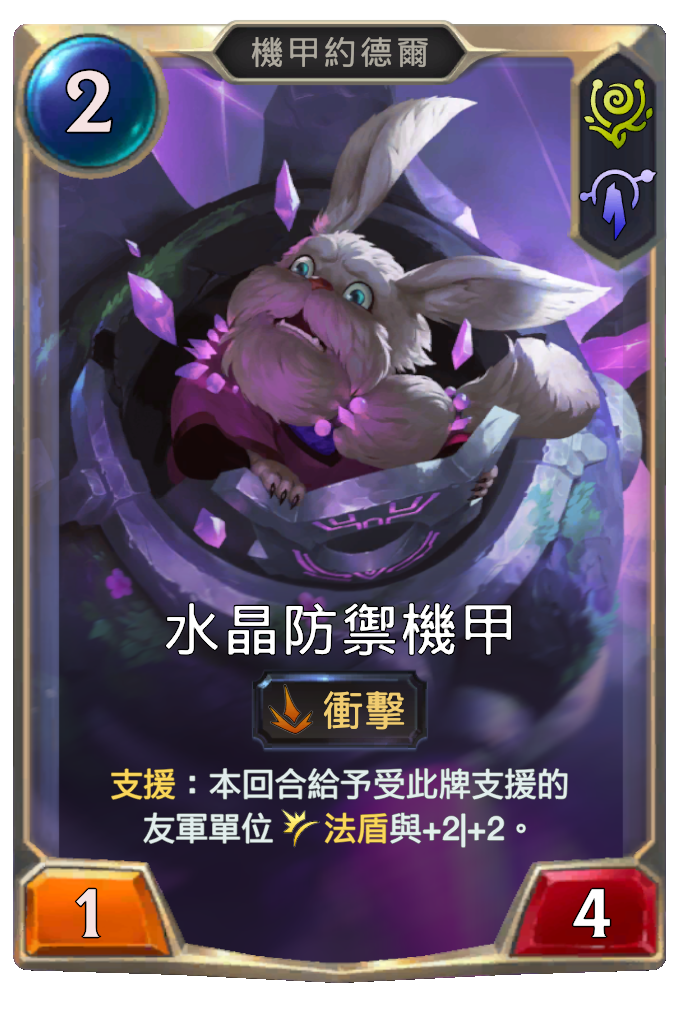 機甲約德爾
2
水晶防禦機甲
衝擊
支援：本回合給予受此牌支援的
友軍單位 法盾與+2|+2。
1
4